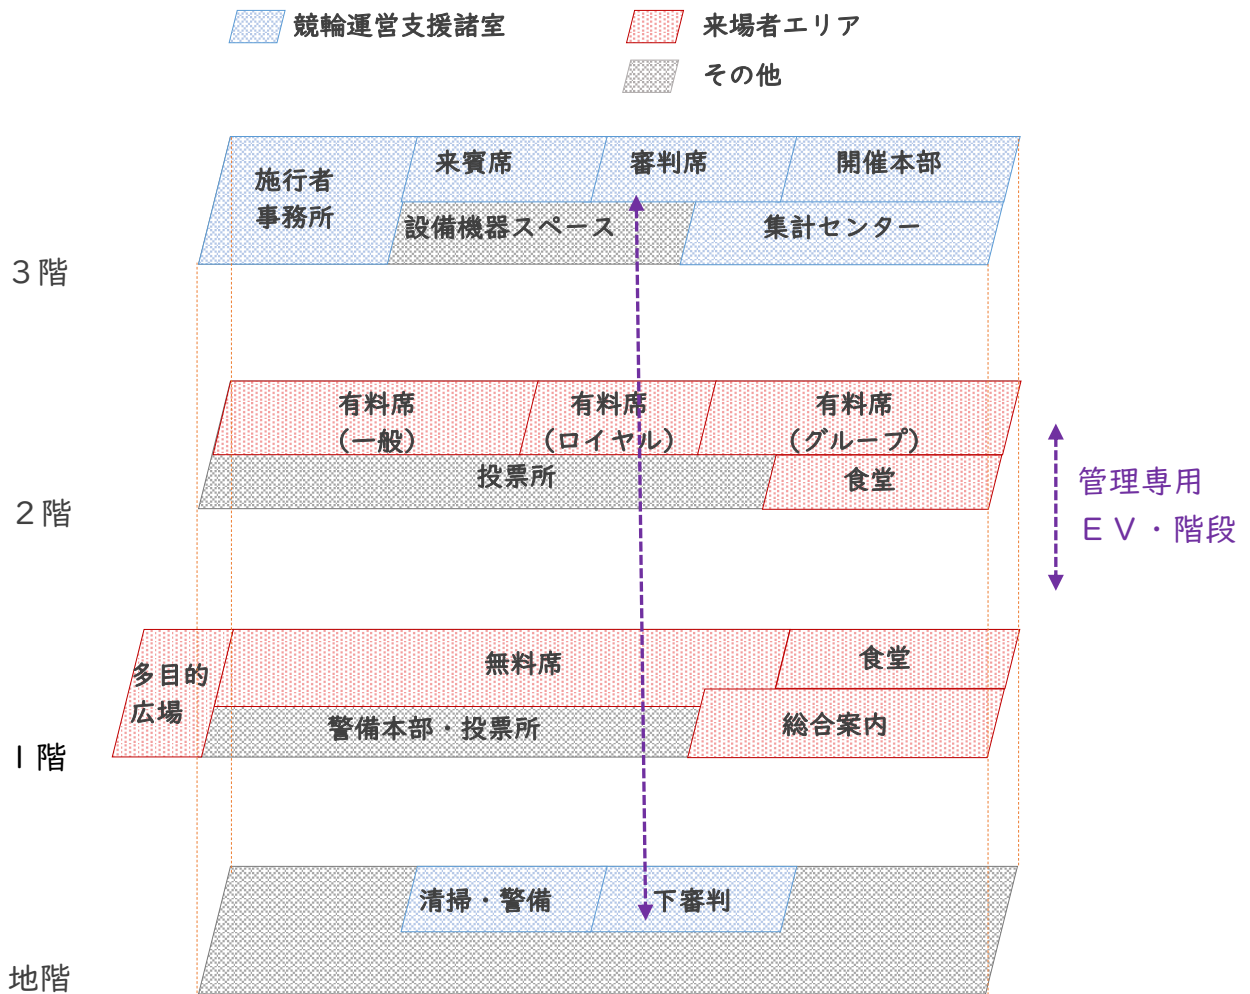 競輪運営支援諸室
来場者エリア
その他
施行者
事務所
来賓席
審判席
開催本部
設備機器スペース
集計センター
３階
有料席
（一般）
有料席
（ロイヤル）
有料席
（グループ）
投票所
食堂
２階
管理専用
ＥＶ・階段
多目的
広場
無料席
食堂
警備本部・投票所
総合案内
１階
清掃・警備
下審判
地階